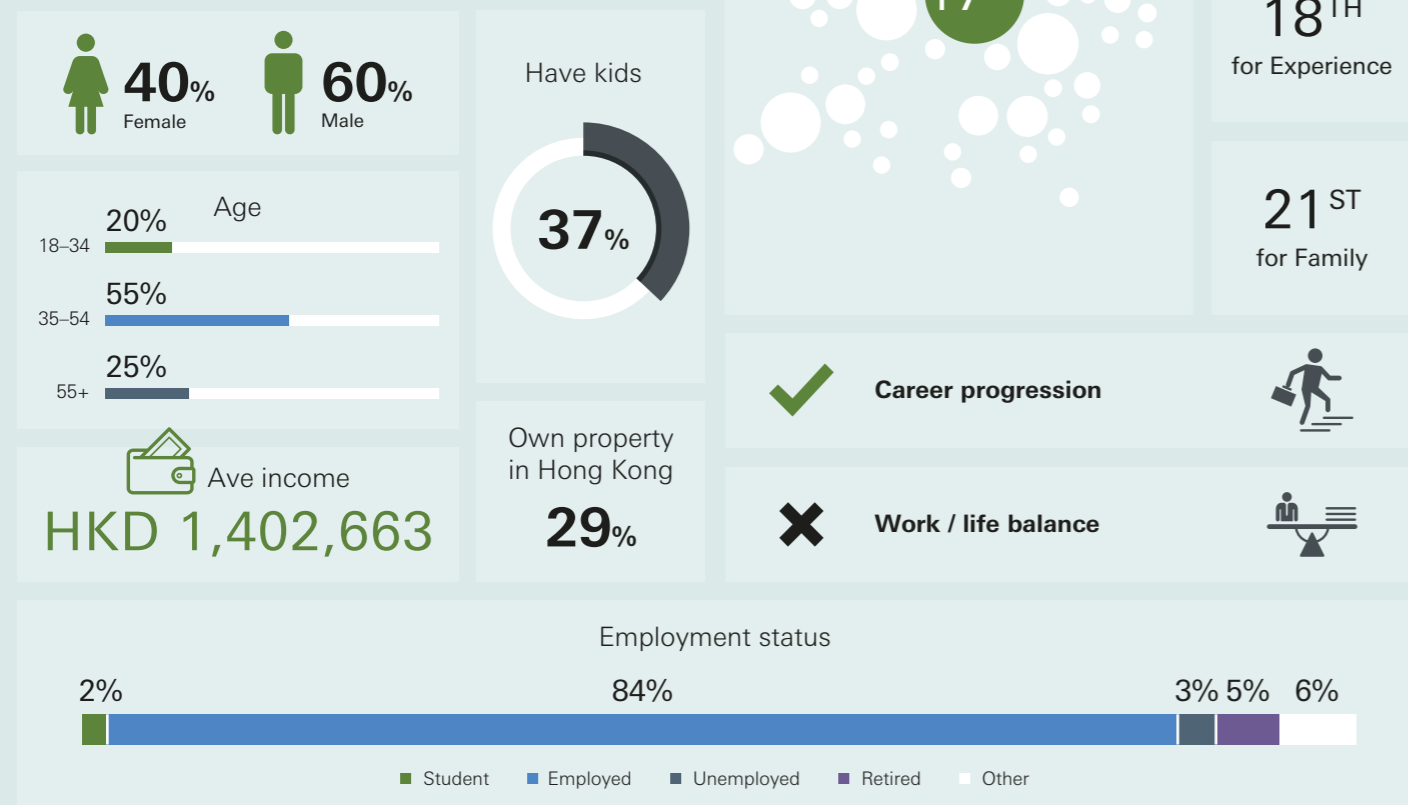 40%
Female
60%
Male
Age
20%
18–34
55%
35–54
25%
55+
Ave income
HKD 1,402,663
Have kids
37%
Own property
in Hong Kong
29%
18TH
for Experience
21ST
for Family
Career progression
Work / life balance
Employment status
2% 84% 3% 5% 6%
Student Employed Unemployed Retired Other